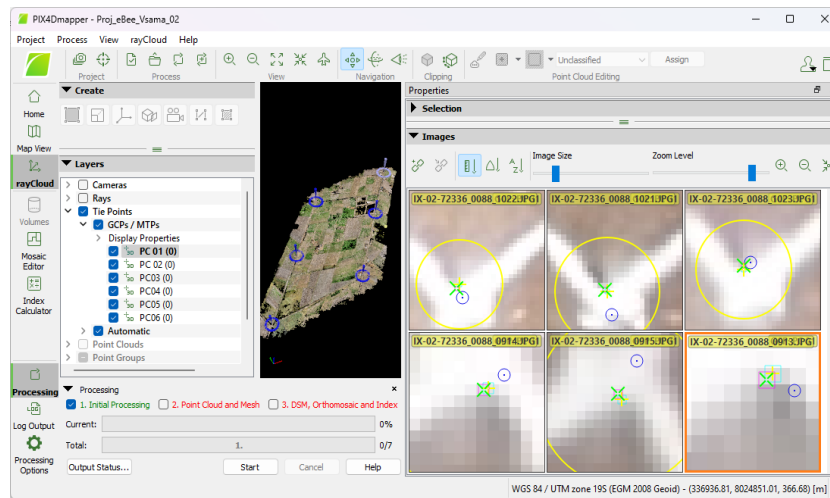 PIX4Dmapper - Proj_eBee_Vsama_02
Project Process View rayCloud Help
Project Process View Navigation Clipping Point Cloud Editing
Unclassified Assign
Home
Map View
rayCloud
Volumes
Mosaic
Editor
Index
Calculator
Processing
Log Output
Processing
Options
Create
Layers
Cameras
Rays
Tie Points
GCPs / MTPs
Display Properties
PC 01 (0)
PC 02 (0)
PC03 (0)
PC04 (0)
PC05 (0)
PC06 (0)
Automatic
Point Clouds
Point Groups
Properties
Selection
Images
Image Size Zoom Level
IX-02-72336_0088_1022.JPG
IX-02-72336_0088_1021.JPG
IX-02-72336_0088_1023.JPG
IX-02-72336_0088_0914.JPG
IX-02-72336_0088_0915.JPG
IX-02-72336_0088_0913.JPG
Processing
1. Initial Processing 2. Point Cloud and Mesh 3. DSM, Orthomosaic and Index
Current: 0%
Total: 1. 0/7
Output Status... Start Cancel Help
WGS 84 / UTM zone 19S (EGM 2008 Geoid) - (336936.81, 8024851.01, 366.68) [m]